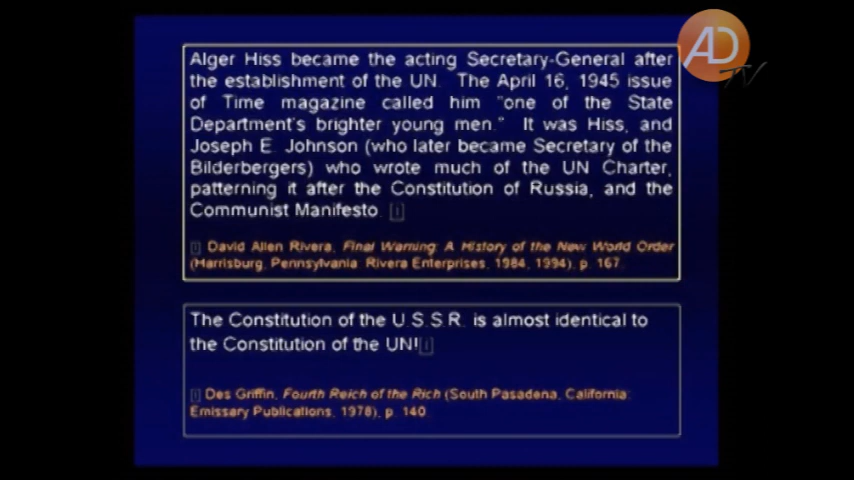 AD
TV
Alger Hiss became the acting Secretary-General after
the establishment of the UN. The April 16, 1945 issue
of Time magazine called him "one of the State
Department's brighter young men." It was Hiss, and
Joseph E. Johnson (who later became Secretary of the
Bilderbergers) who wrote much of the UN Charter,
patterning it after the Constitution of Russia, and the
Communist Manifesto. [i]
[i] David Allen Rivera, Final Warning: A History of the New World Order
(Harrisburg, Pennsylvania: Rivera Enterprises, 1984, 1994), p. 167.
The Constitution of the U.S.S.R. is almost identical to
the Constitution of the UN![i]
[i] Des Griffin, Fourth Reich of the Rich (South Pasadena, California:
Emissary Publications, 1978), p. 140